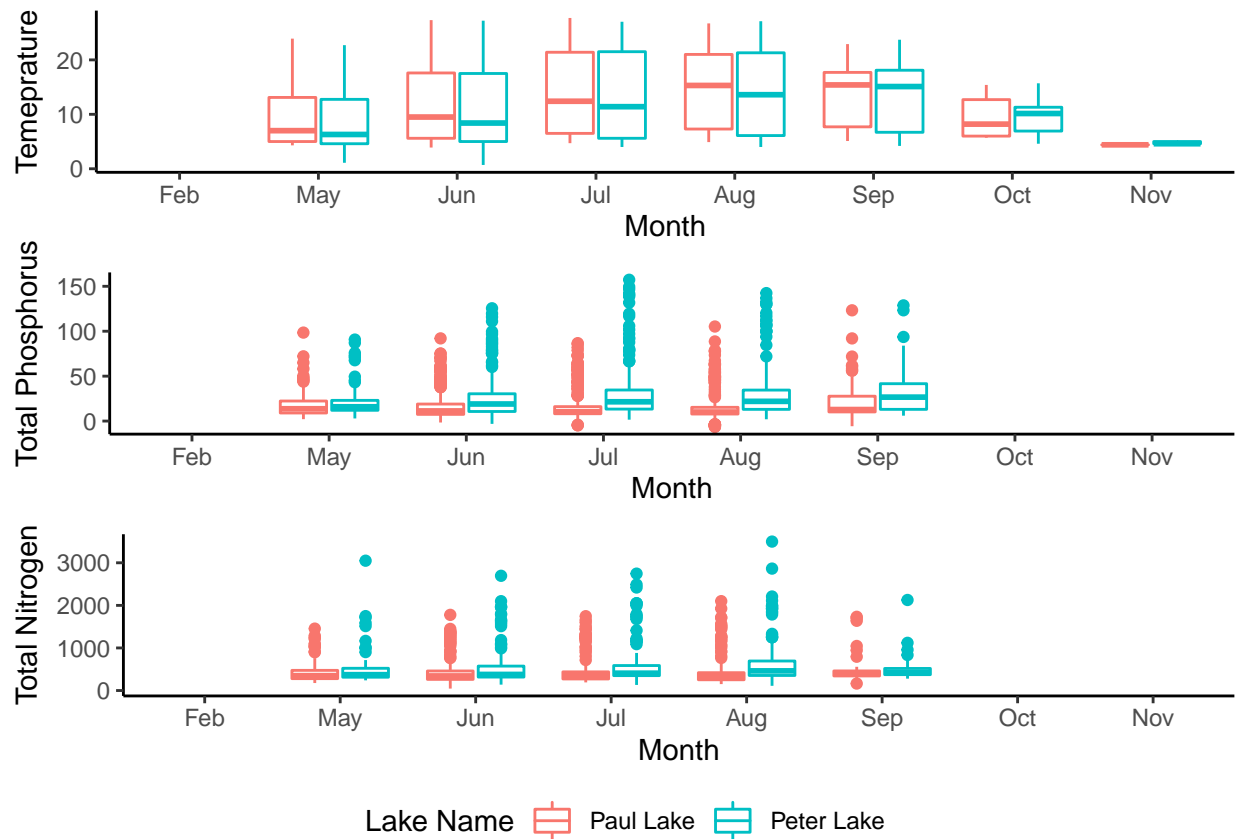 Temeprature
20
10
0
Feb May Jun Jul Aug Sep Oct Nov
Month
Total Phosphorus
150
100
50
0
Feb May Jun Jul Aug Sep Oct Nov
Month
Total Nitrogen
3000
2000
1000
0
Feb May Jun Jul Aug Sep Oct Nov
Month
Lake Name Paul Lake Peter Lake